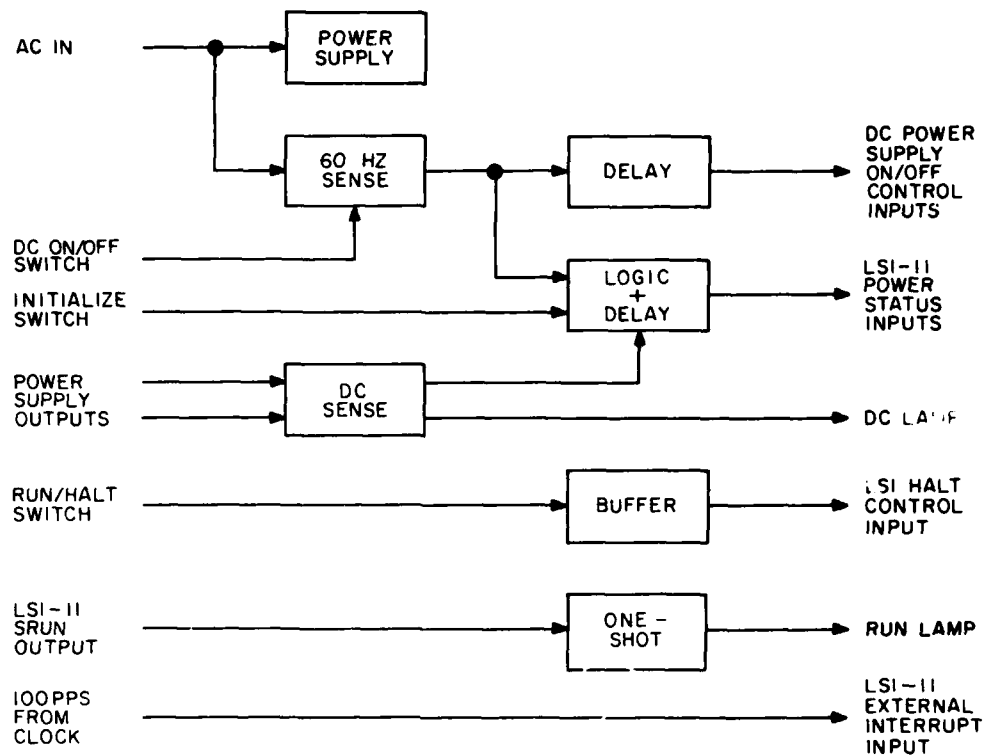 AC IN
POWER
SUPPLY
60 HZ
SENSE
DELAY
DC POWER
SUPPLY
ON/OFF
CONTROL
INPUTS
DC ON/OFF
SWITCH
INITIALIZE
SWITCH
LOGIC
+
DELAY
LSI-11
POWER
STATUS
INPUTS
POWER
SUPPLY
OUTPUTS
DC
SENSE
DC
RUN/HALT
SWITCH
BUFFER
LSI HALT
CONTROL
INPUT
LSI-11
SRUN
OUTPUT
ONE-
SHOT
RUN LAMP
100PPS
FROM
CLOCK
LSI-11
EXTERNAL
INTERRUPT
INPUT